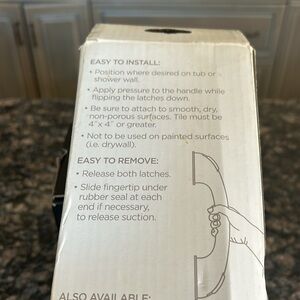 EASY TO INSTALL:
• Position where desired on tub or
shower wall.
• Apply pressure to the handle while
flipping the latches down.
• Be sure to attach to smooth, dry,
non-porous surfaces. Tile must be
4"x 4" or greater.
• Not to be used on painted surfaces
(i.e. drywall).
EASY TO REMOVE:
• Release both latches.
• Slide fingertip under
rubber seal at each
end if necessary,
to release suction.
ALSO AVAILABLE: